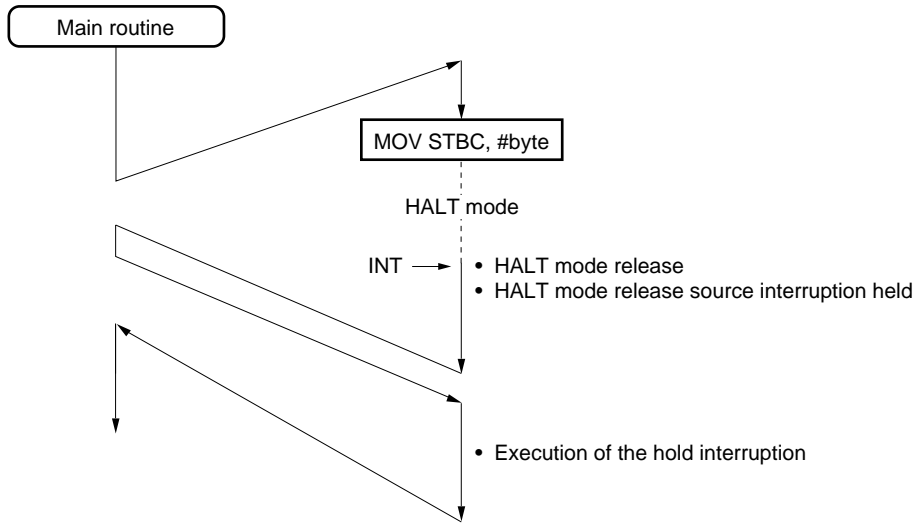 Main routine
MOV STBC, #byte
HALT mode
INT
• HALT mode release
• HALT mode release source interruption held
• Execution of the hold interruption